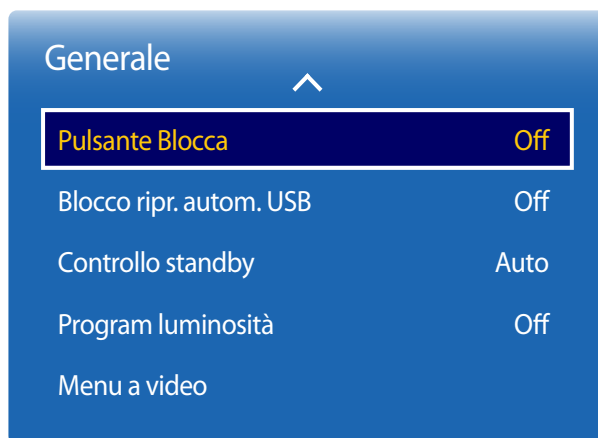 Generale
Pulsante Blocca Off
Blocco ripr. autom. USB Off
Controllo standby Auto
Program luminosità Off
Menu a video